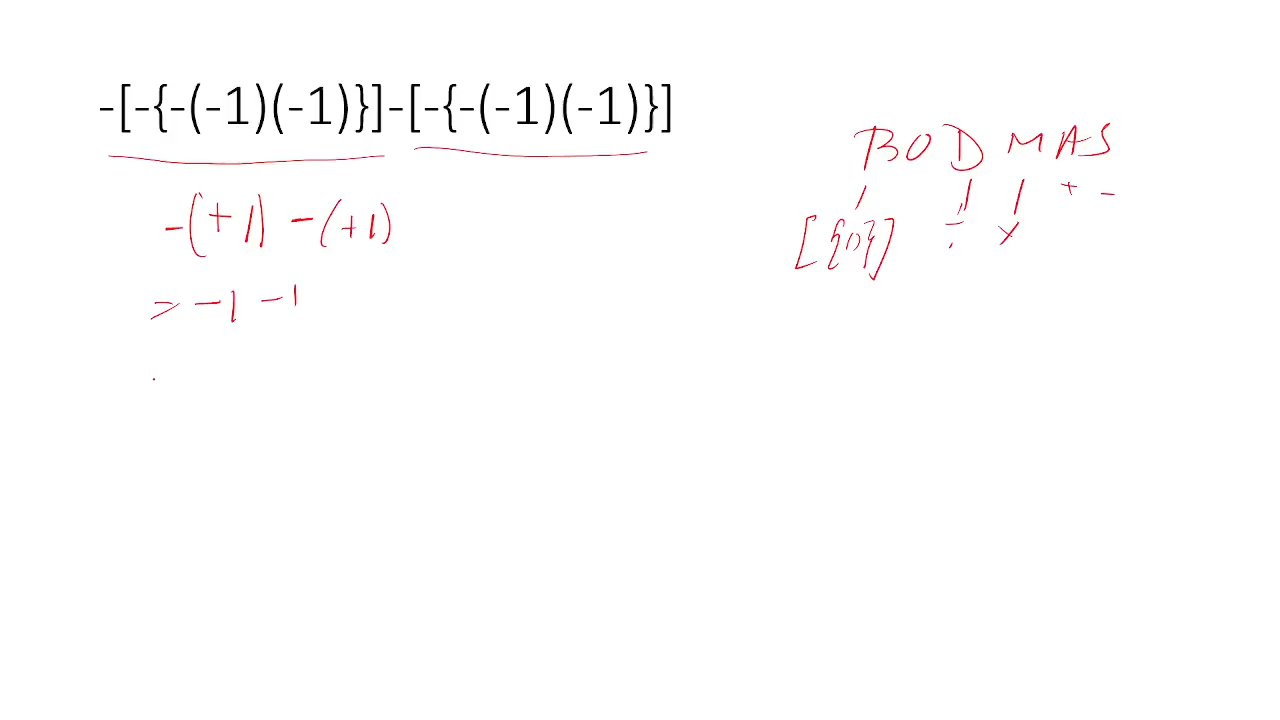 -[-{-(-1)(-1)}]-[-{-(-1)(-1)}]
BODMAS
+ -
[{()}] ÷ ×
-(+1) -(+1)
= -1 -1